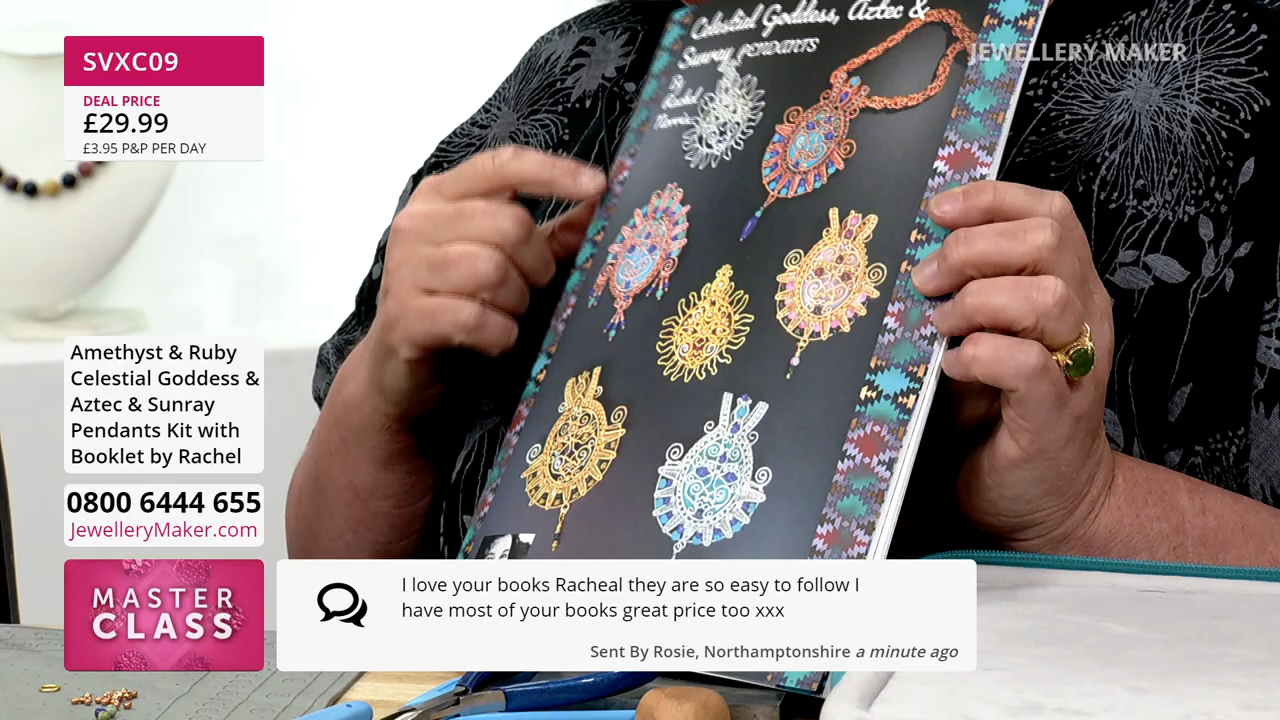 SVXC09
DEAL PRICE
£29.99
£3.95 P&P PER DAY
Celestial Goddess, Aztec &
Sunray pendants
By
Rachel
Norris
JEWELLERY MAKER
Amethyst & Ruby
Celestial Goddess &
Aztec & Sunray
Pendants Kit with
Booklet by Rachel
0800 6444 655
JewelleryMaker.com
MASTER
CLASS
I love your books Racheal they are so easy to follow I
have most of your books great price too xxx
Sent By Rosie, Northamptonshire a minute ago